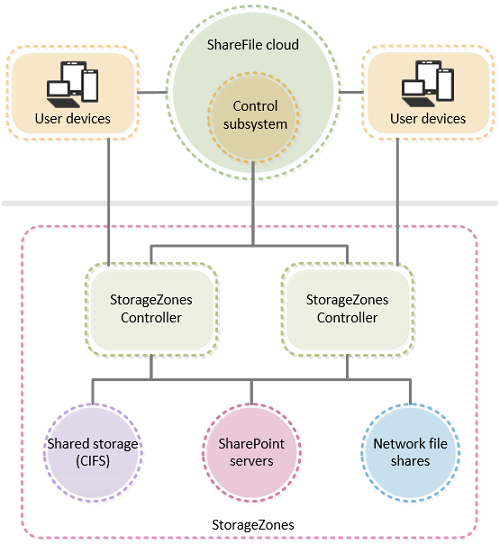 ShareFile cloud
Control
subsystem
User devices
User devices
StorageZones
Controller
StorageZones
Controller
Shared storage
(CIFS)
SharePoint
servers
Network file
shares
StorageZones